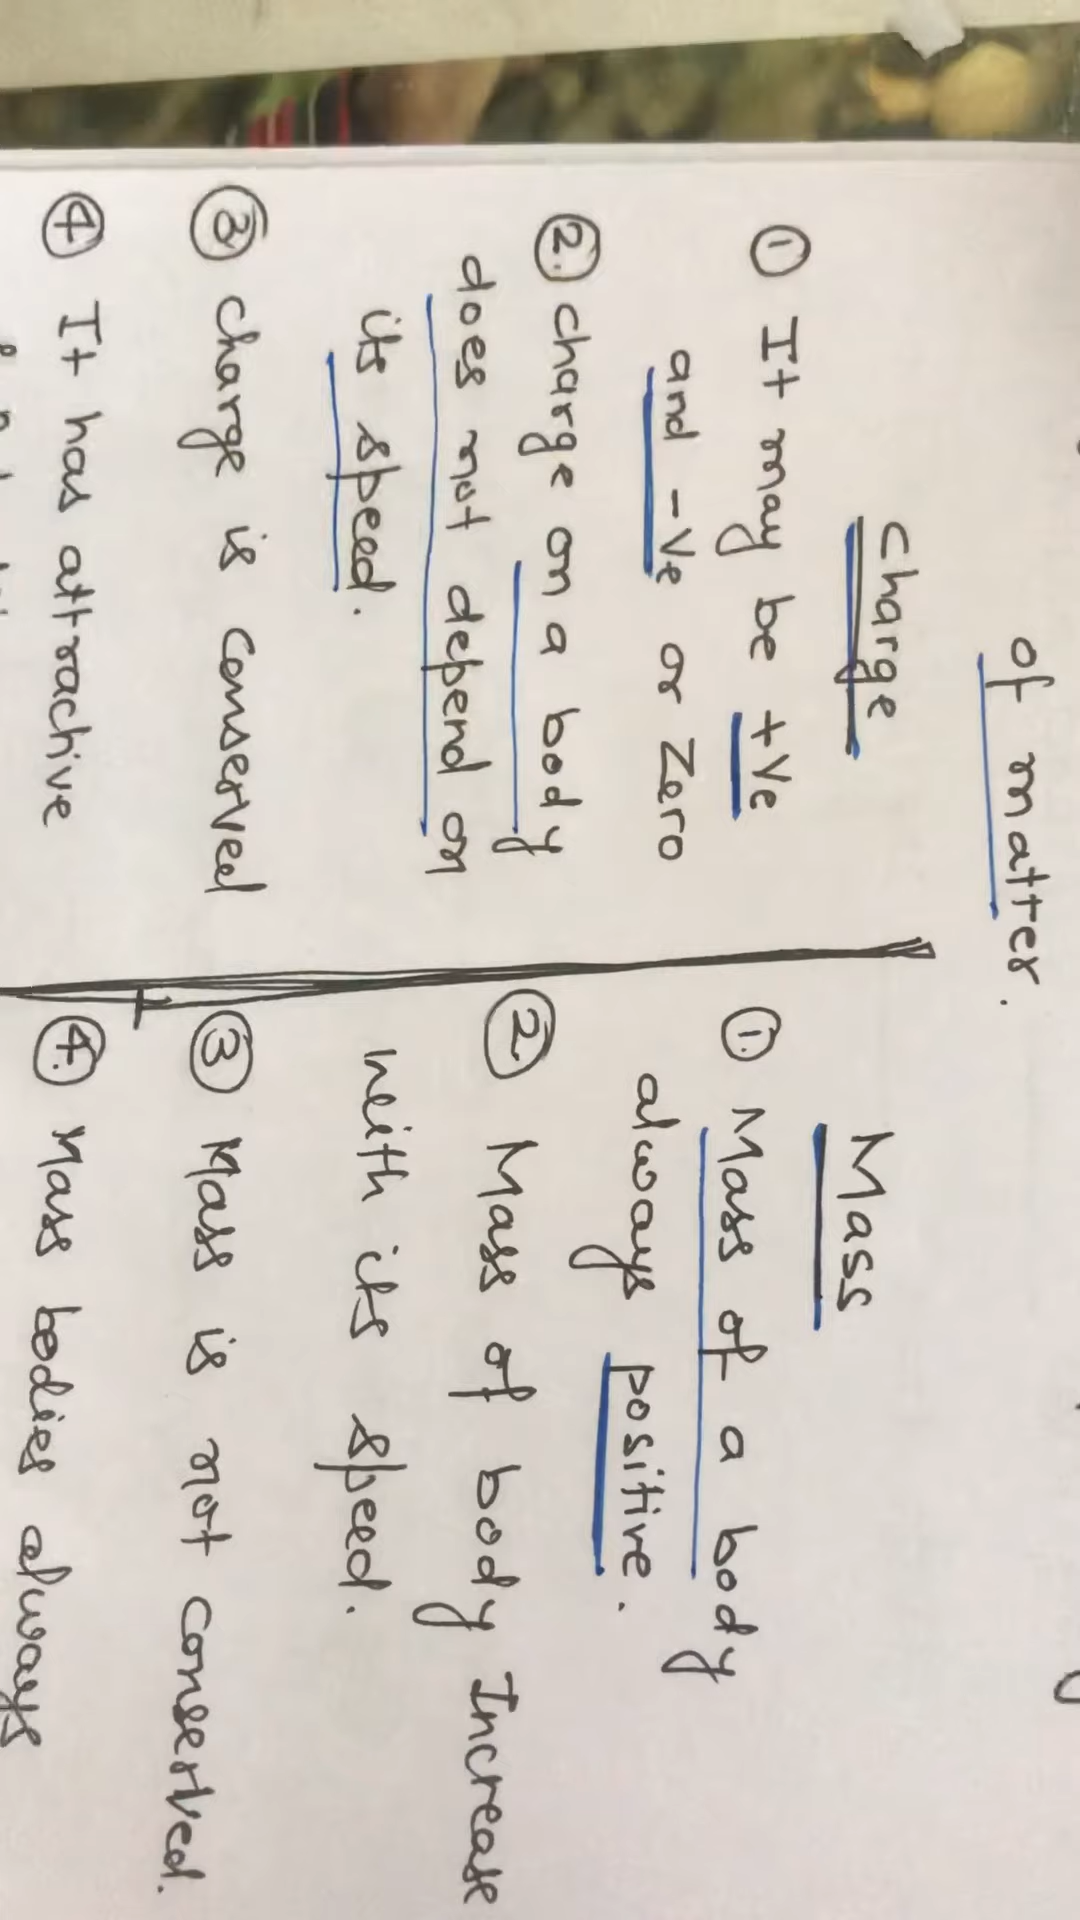 of matter.
Charge
① It may be +Ve
and -Ve or Zero
②. charge on a body
does not depend on
its speed.
③ charge is conserved
④ It has attractive
Mass
①. Mass of a body
always positive.
② Mass of body Increase
its speed.
③ Mass is not conserved.
④. Mass bodies always